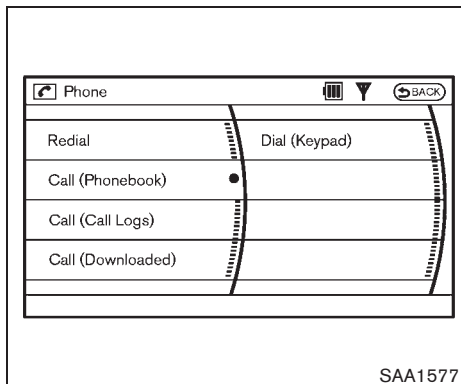 Phone
BACK
Redial
Dial (Keypad)
Call (Phonebook)
Call (Call Logs)
Call (Downloaded)
SAA1577